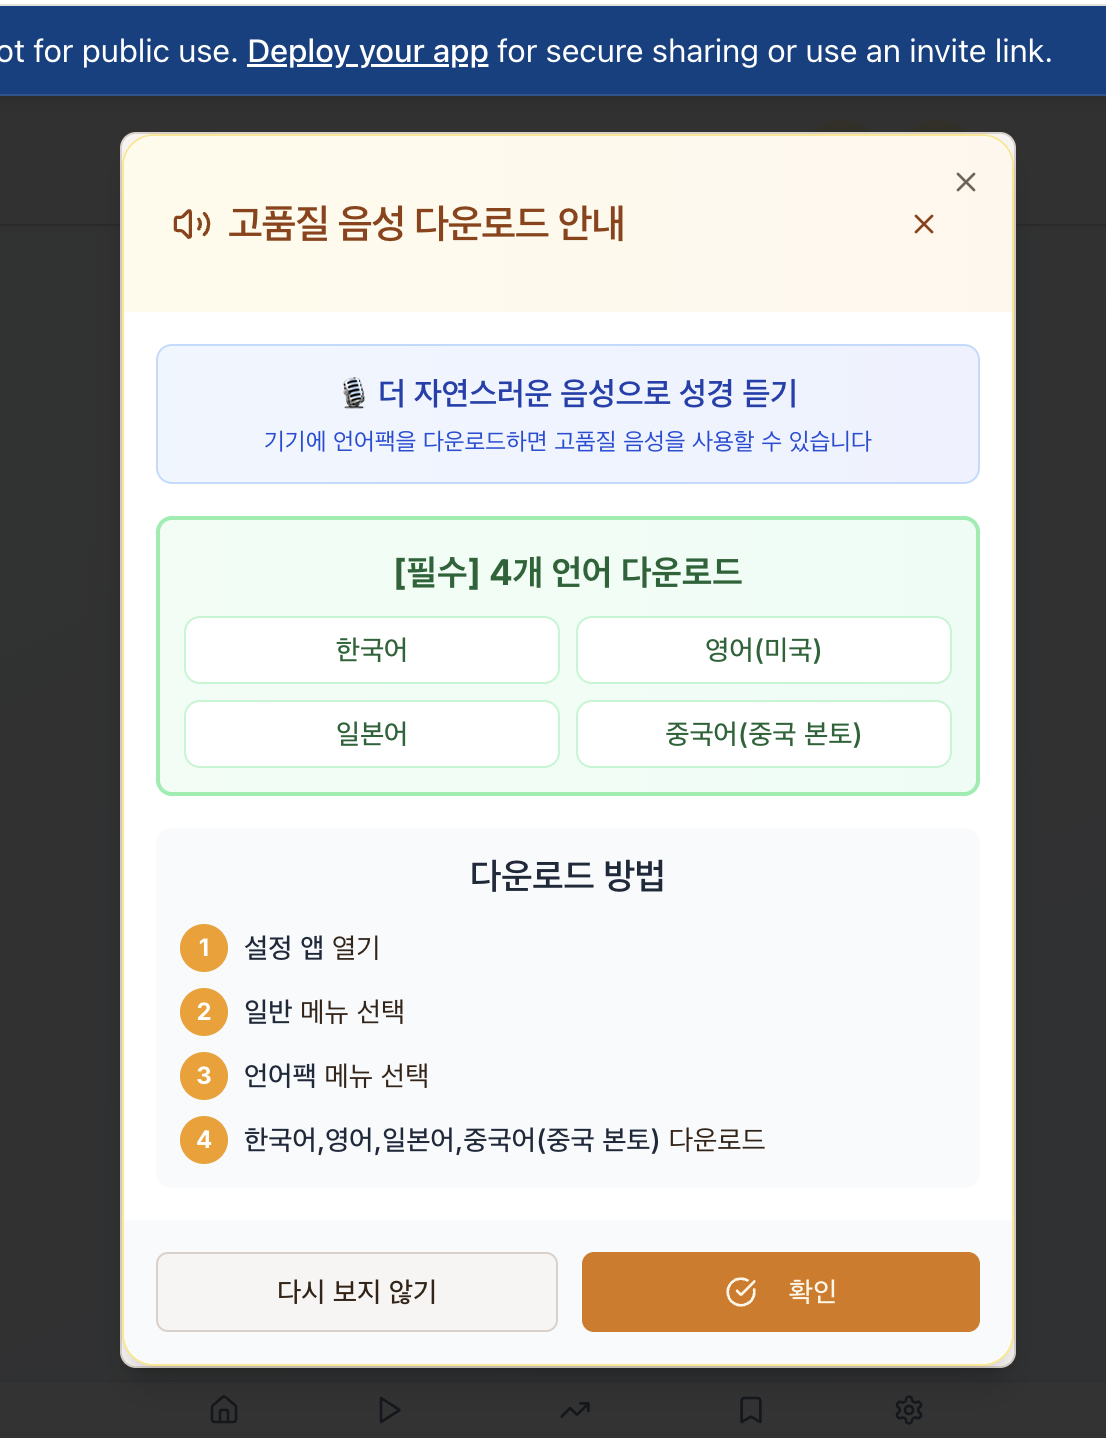 ot for public use. Deploy your app for secure sharing or use an invite link.
고품질 음성 다운로드 안내
더 자연스러운 음성으로 성경 듣기
기기에 언어팩을 다운로드하면 고품질 음성을 사용할 수 있습니다
[필수] 4개 언어 다운로드
한국어
영어(미국)
일본어
중국어(중국 본토)
다운로드 방법
1 설정 앱 열기
2 일반 메뉴 선택
3 언어팩 메뉴 선택
4 한국어,영어,일본어,중국어(중국 본토) 다운로드
다시 보지 않기
확인